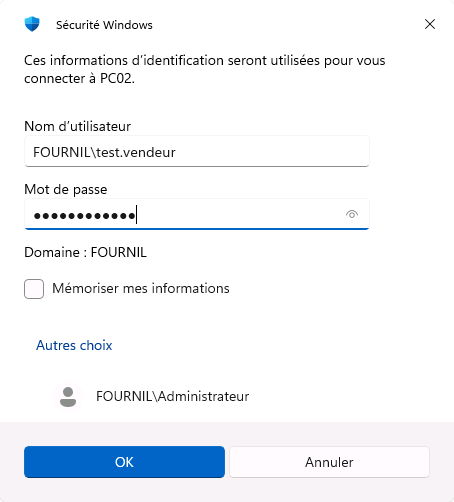 Sécurité Windows
Ces informations d’identification seront utilisées pour vous
connecter à PC02.
Nom d’utilisateur
FOURNIL\test.vendeur
Mot de passe
●●●●●●●●●●●●
Domaine : FOURNIL
Mémoriser mes informations
Autres choix
FOURNIL\Administrateur
OK
Annuler